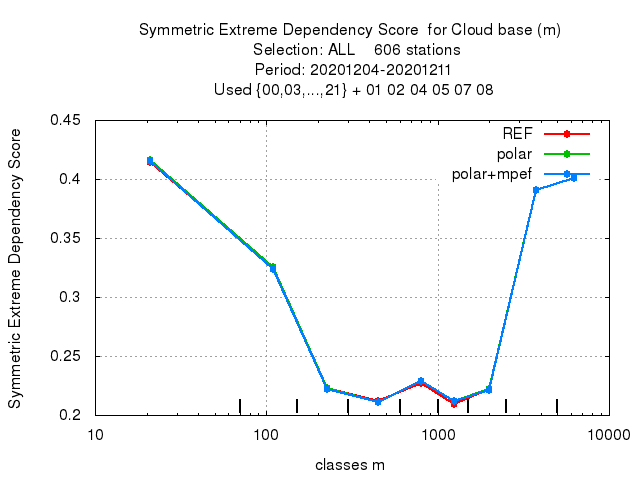 Symmetric Extreme Dependency Score for Cloud base (m)
Selection: ALL 606 stations
Period: 20201204-20201211
Used {00,03,...,21} + 01 02 04 05 07 08
REF
polar
polar+mpef
Symmetric Extreme Dependency Score
0.45
0.4
0.35
0.3
0.25
0.2
10 100 1000 10000
classes m